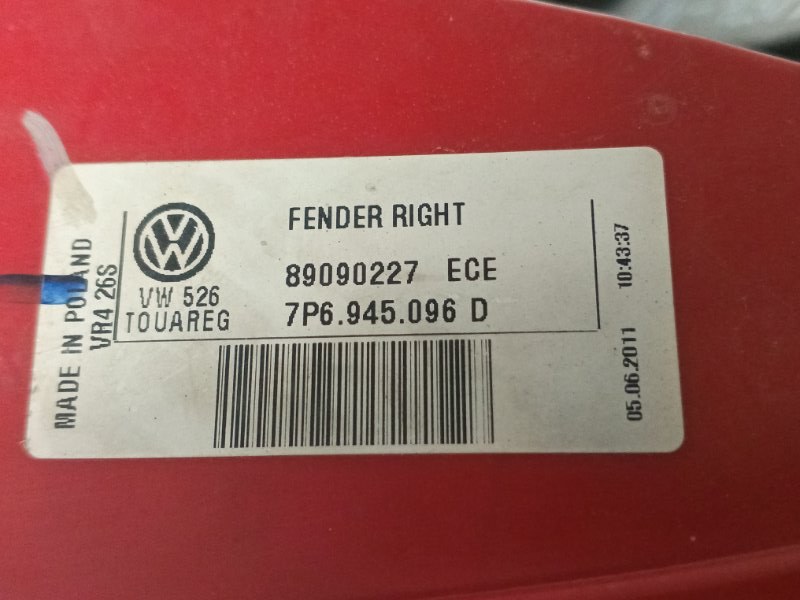 MADE IN POLAND
VR4 26S
VW 526
TOUAREG
FENDER RIGHT
89090227 ECE
7P6.945.096 D
05.06.2011 10:43:37